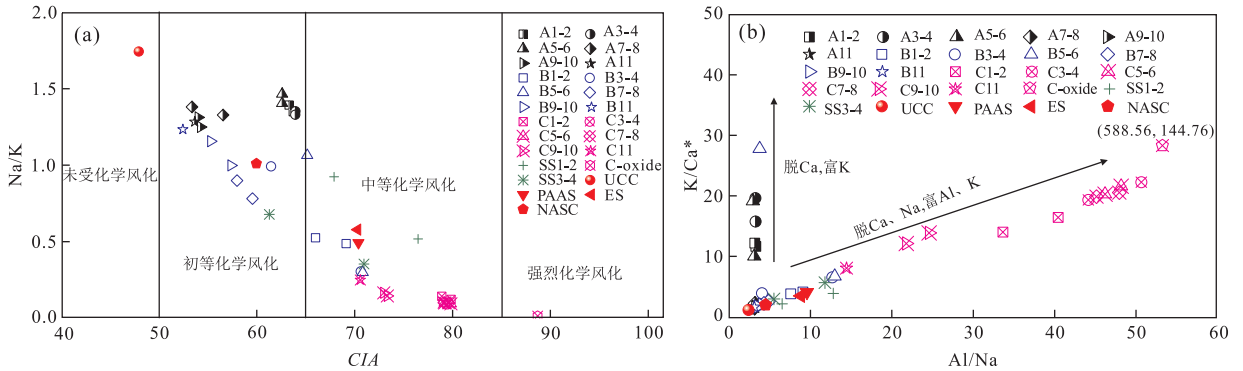 (a)
Na/K
2.0
1.5
1.0
0.5
0.0
40 50 60 70 80 90 100
CIA
未受化学风化
初等化学风化
中等化学风化
强烈化学风化
A1-2 A3-4
A5-6 A7-8
A9-10 A11
B1-2 B3-4
B5-6 B7-8
B9-10 B11
C1-2 C3-4
C5-6 C7-8
C9-10 C11
SS1-2 C-oxide
SS3-4 UCC
PAAS ES
NASC
(b)
K/Ca*
50
40
30
20
10
0
0 10 20 30 40 50 60
Al/Na
A1-2 A3-4 A5-6 A7-8 A9-10
A11 B1-2 B3-4 B5-6 B7-8
B9-10 B11 C1-2 C3-4 C5-6
C7-8 C9-10 C11 C-oxide SS1-2
SS3-4 UCC PAAS ES NASC
(588.56, 144.76)
脱Ca,富K
脱Ca、Na,富Al、K